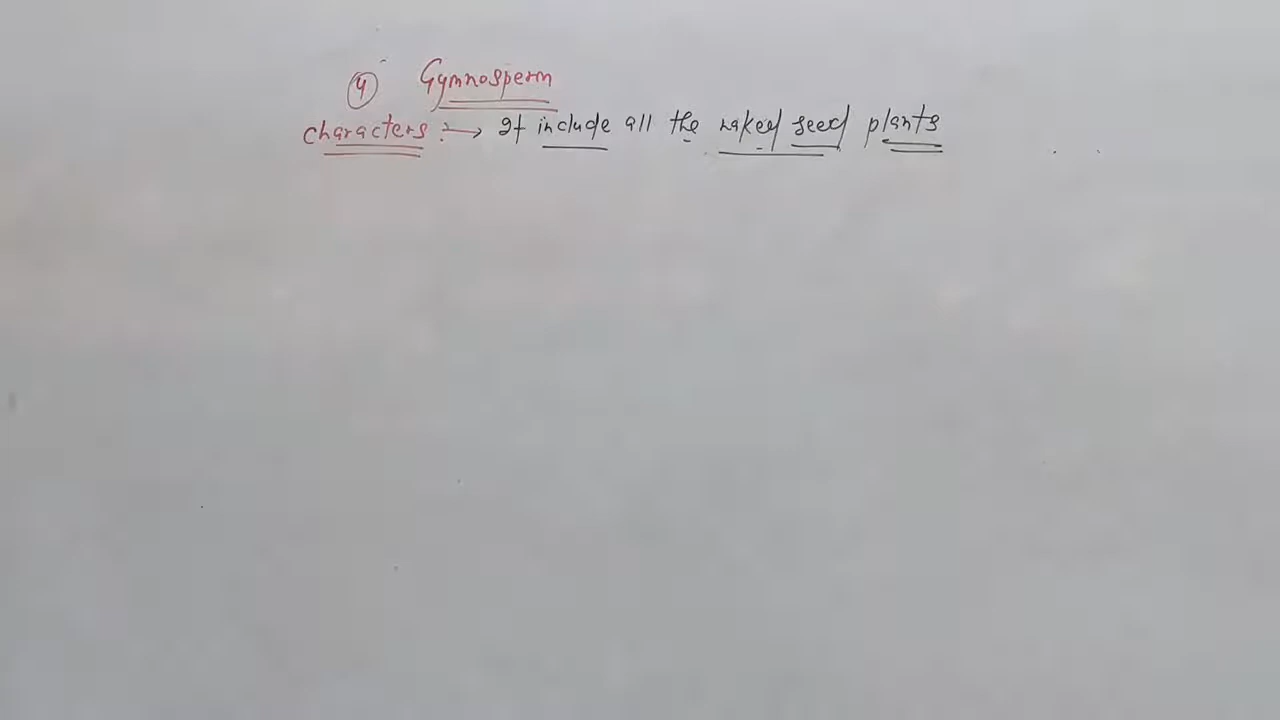 ④ Gymnosperm
characters :→ It include all the naked seed plants